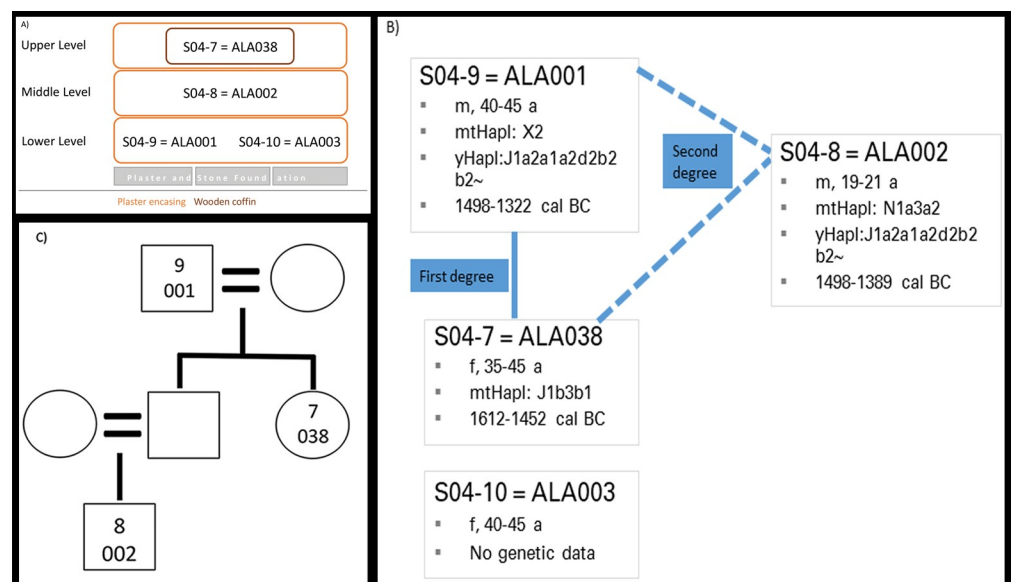 A)
Upper Level
S04-7 = ALA038
Middle Level
S04-8 = ALA002
Lower Level
S04-9 = ALA001 S04-10 = ALA003
Plaster and Stone Found ation
Plaster encasing Wooden coffin
B)
S04-9 = ALA001
▪ m, 40-45 a
▪ mtHapl: X2
▪ yHapl:J1a2a1a2d2b2
b2~
▪ 1498-1322 cal BC
Second
degree
S04-8 = ALA002
▪ m, 19-21 a
▪ mtHapl: N1a3a2
▪ yHapl:J1a2a1a2d2b2
b2~
▪ 1498-1389 cal BC
First degree
S04-7 = ALA038
▪ f, 35-45 a
▪ mtHapl: J1b3b1
▪ 1612-1452 cal BC
S04-10 = ALA003
▪ f, 40-45 a
▪ No genetic data
C)
9
001
7
038
8
002